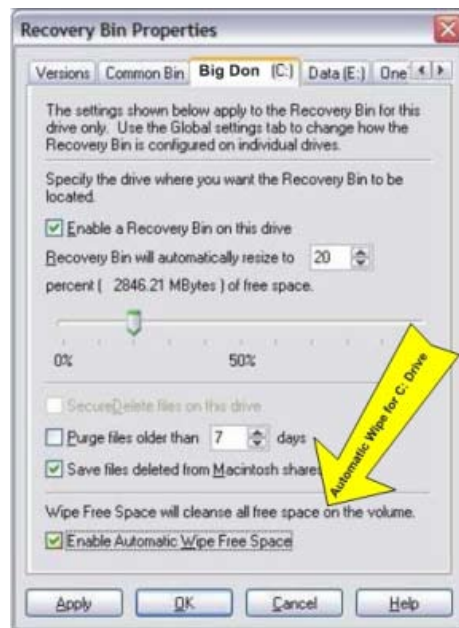 Recovery Bin Properties
Versions Common Bin Big Don (C:) Data (E:) One
The settings shown below apply to the Recovery Bin for this
drive only. Use the Global settings tab to change how the
Recovery Bin is configured on individual drives.
Specify the drive where you want the Recovery Bin to be
located.
Enable a Recovery Bin on this drive
Recovery Bin will automatically resize to 20
percent ( 2846.21 MBytes ) of free space.
0% 50%
SecureDelete files on this drive
Purge files older than 7 days
Save files deleted from Macintosh shares
Automatic Wipe for C: Drive
Wipe Free Space will cleanse all free space on the volume.
Enable Automatic Wipe Free Space
Apply OK Cancel Help